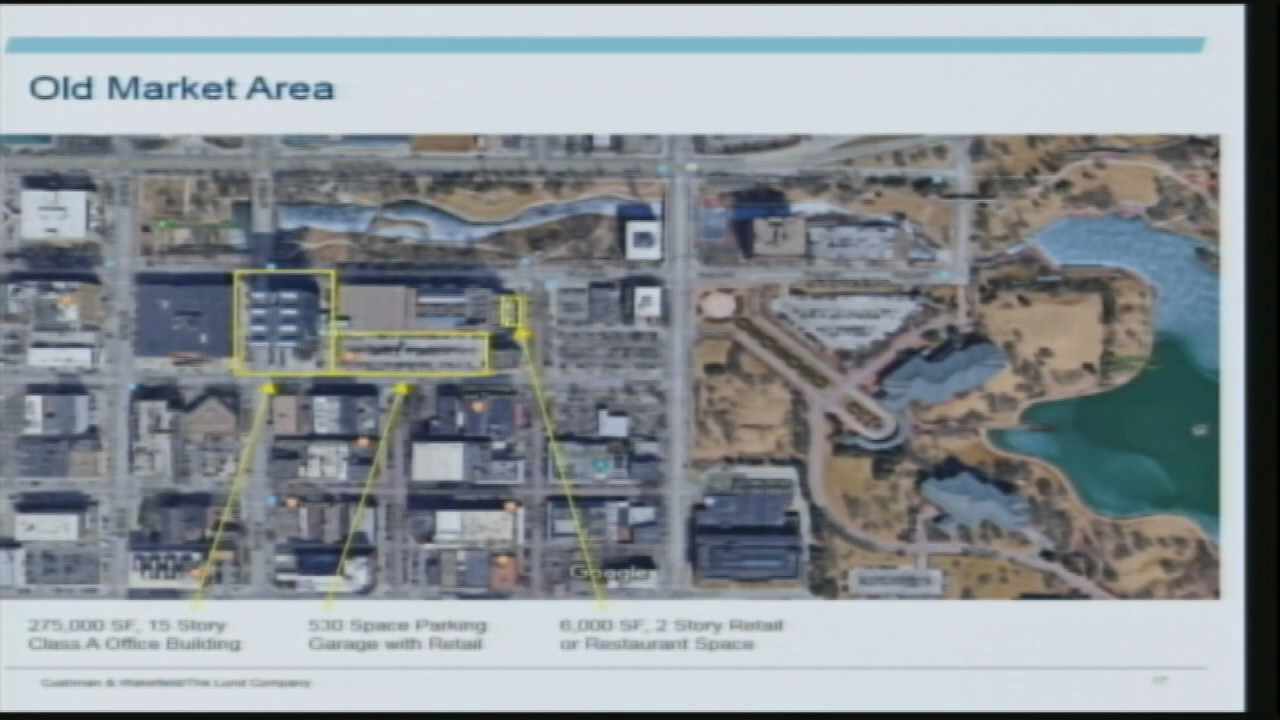 Old Market Area
Google
275,000 SF, 15 Story
Class A Office Building
530 Space Parking
Garage with Retail
6,000 SF, 2 Story Retail
or Restaurant Space
Cushman & Wakefield/The Lund Company